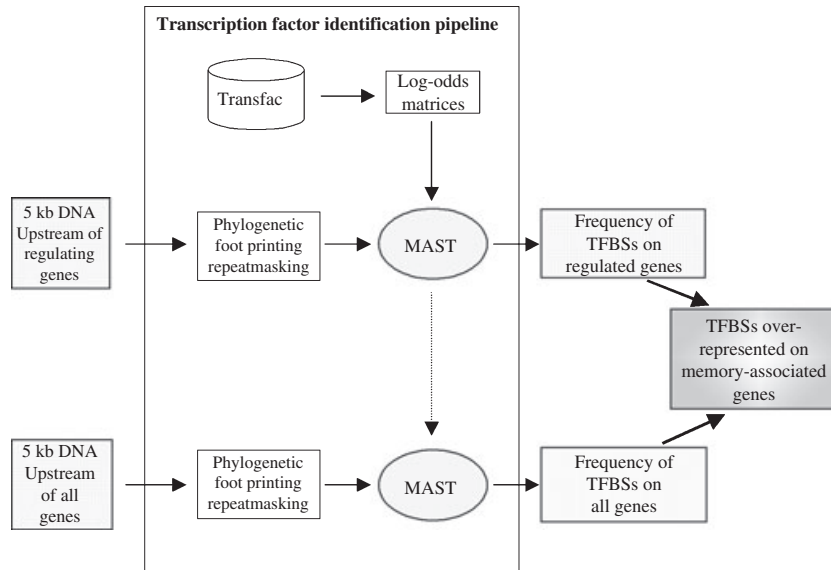 Transcription factor identification pipeline
Transfac
Log-odds
matrices
5 kb DNA
Upstream of
regulating
genes
Phylogenetic
foot printing
repeatmasking
MAST
Frequency of
TFBSs on
regulated genes
TFBSs over-
represented on
memory-associated
genes
5 kb DNA
Upstream
of all
genes
Phylogenetic
foot printing
repeatmasking
MAST
Frequency of
TFBSs on
all genes